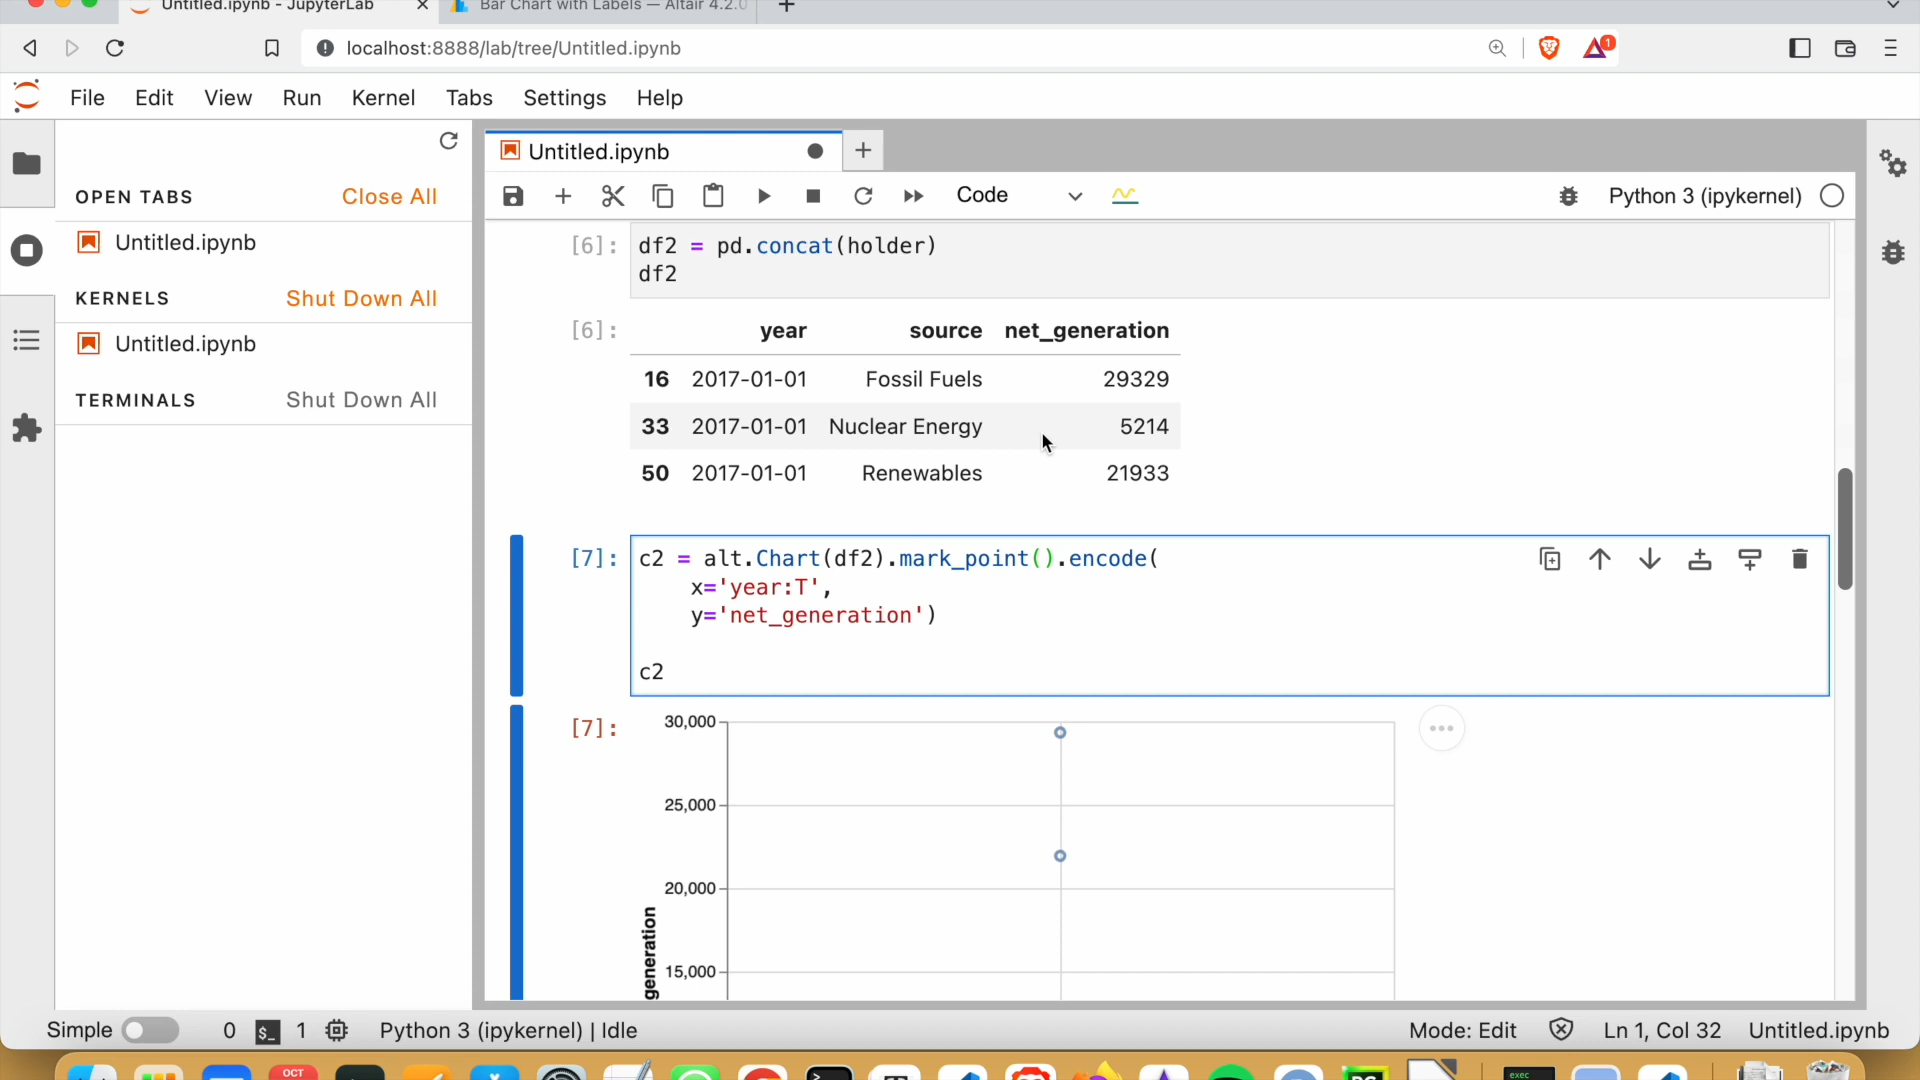 Untitled.ipynb - JupyterLab
Bar Chart with Labels — Altair 4.2.0
localhost:8888/lab/tree/Untitled.ipynb
1
File Edit View Run Kernel Tabs Settings Help
OPEN TABS Close All
Untitled.ipynb
KERNELS Shut Down All
Untitled.ipynb
TERMINALS Shut Down All
Untitled.ipynb
Code
Python 3 (ipykernel)
[6]: df2 = pd.concat(holder)
df2
[6]: year source net_generation
16 2017-01-01 Fossil Fuels 29329
33 2017-01-01 Nuclear Energy 5214
50 2017-01-01 Renewables 21933
[7]: c2 = alt.Chart(df2).mark_point().encode(
x='year:T',
y='net_generation')
c2
[7]:
30,000
25,000
20,000
15,000
generation
Simple 0 $_ 1 Python 3 (ipykernel) | Idle Mode: Edit Ln 1, Col 32 Untitled.ipynb
OCT
exec